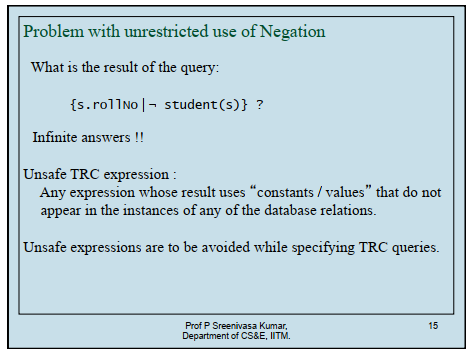 Problem with unrestricted use of Negation
What is the result of the query:
{s.rollNo|¬ student(s)} ?
Infinite answers !!
Unsafe TRC expression :
Any expression whose result uses “constants / values” that do not
appear in the instances of any of the database relations.
Unsafe expressions are to be avoided while specifying TRC queries.
Prof P Sreenivasa Kumar,
Department of CS&E, IITM.
15